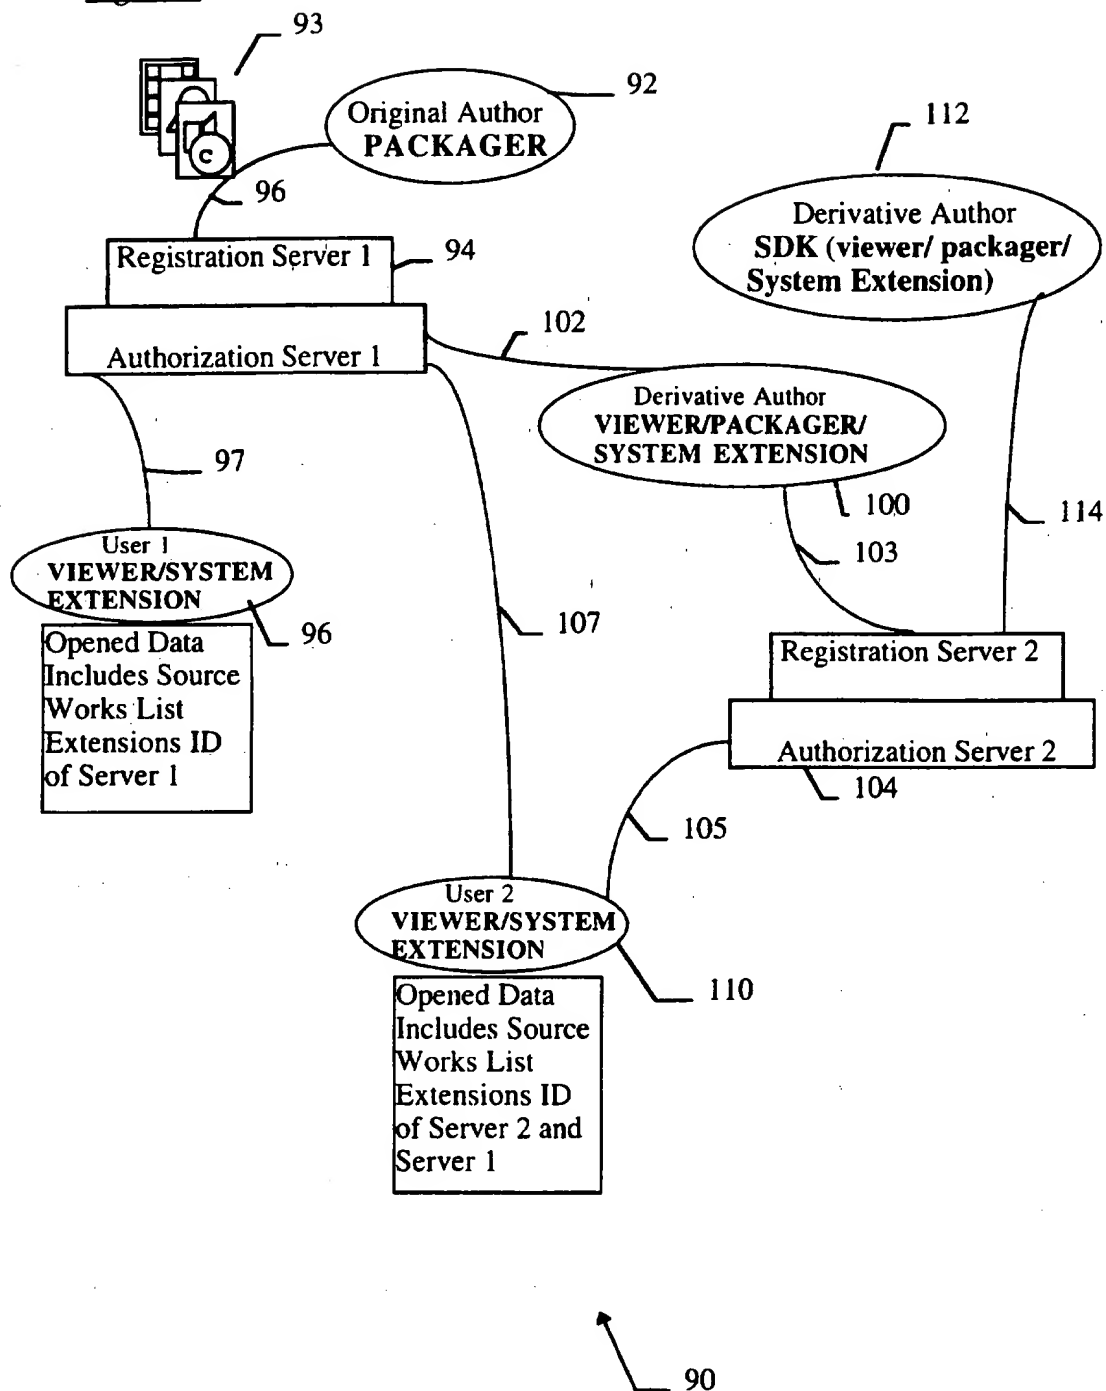 93
92
Original Author
PACKAGER
C
96
112
Derivative Author
SDK (viewer/ packager/
System Extension)
Registration Server 1
94
Authorization Server 1
102
Derivative Author
VIEWER/PACKAGER/
SYSTEM EXTENSION
97
100
114
103
User 1
VIEWER/SYSTEM
EXTENSION
96
107
Opened Data
Includes Source
Works List
Extensions ID
of Server 1
Registration Server 2
Authorization Server 2
104
105
User 2
VIEWER/SYSTEM
EXTENSION
110
Opened Data
Includes Source
Works List
Extensions ID
of Server 2 and
Server 1
90